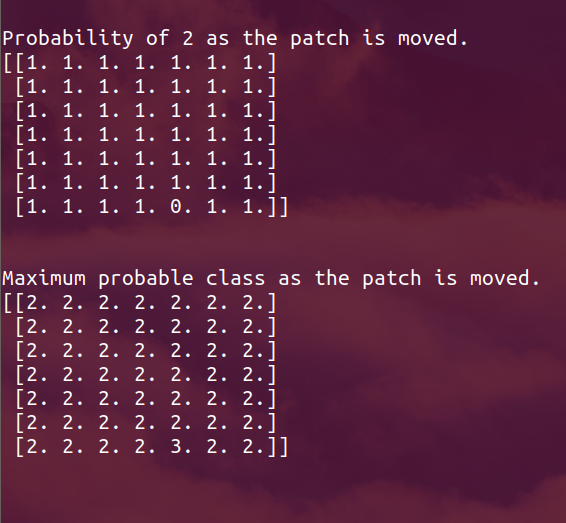 Probability of 2 as the patch is moved.
[[1. 1. 1. 1. 1. 1. 1.]
 [1. 1. 1. 1. 1. 1. 1.]
 [1. 1. 1. 1. 1. 1. 1.]
 [1. 1. 1. 1. 1. 1. 1.]
 [1. 1. 1. 1. 1. 1. 1.]
 [1. 1. 1. 1. 1. 1. 1.]
 [1. 1. 1. 1. 0. 1. 1.]]
Maximum probable class as the patch is moved.
[[2. 2. 2. 2. 2. 2. 2.]
 [2. 2. 2. 2. 2. 2. 2.]
 [2. 2. 2. 2. 2. 2. 2.]
 [2. 2. 2. 2. 2. 2. 2.]
 [2. 2. 2. 2. 2. 2. 2.]
 [2. 2. 2. 2. 2. 2. 2.]
 [2. 2. 2. 2. 3. 2. 2.]]